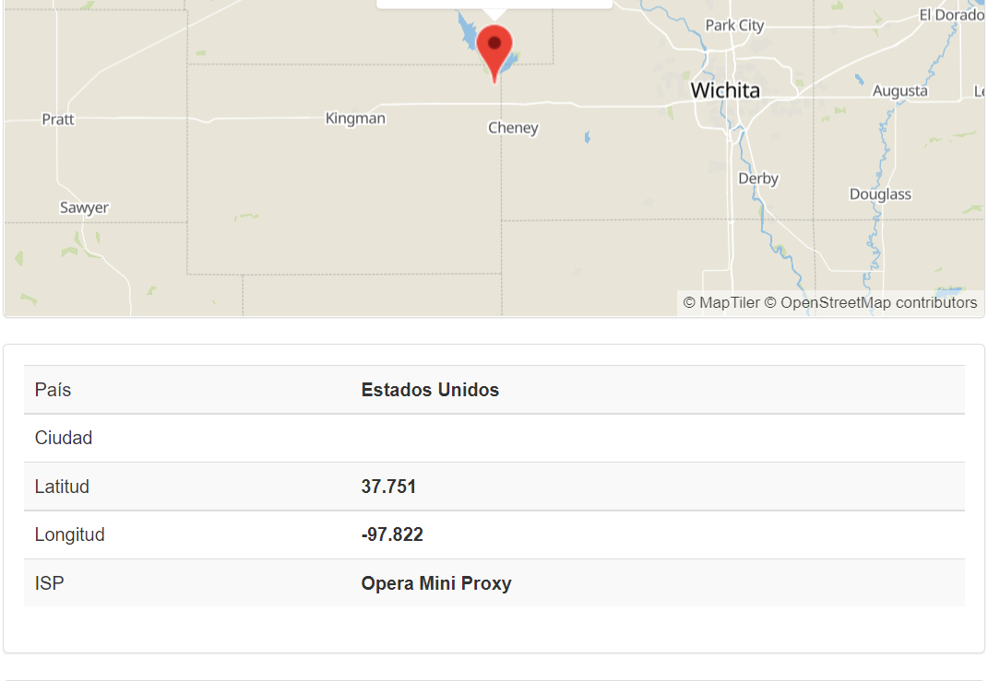 Park City
El Dorado
Wichita
Augusta
Pratt
Kingman
Cheney
Derby
Sawyer
Douglass
© MapTiler © OpenStreetMap contributors
País Estados Unidos
Ciudad
Latitud 37.751
Longitud -97.822
ISP Opera Mini Proxy